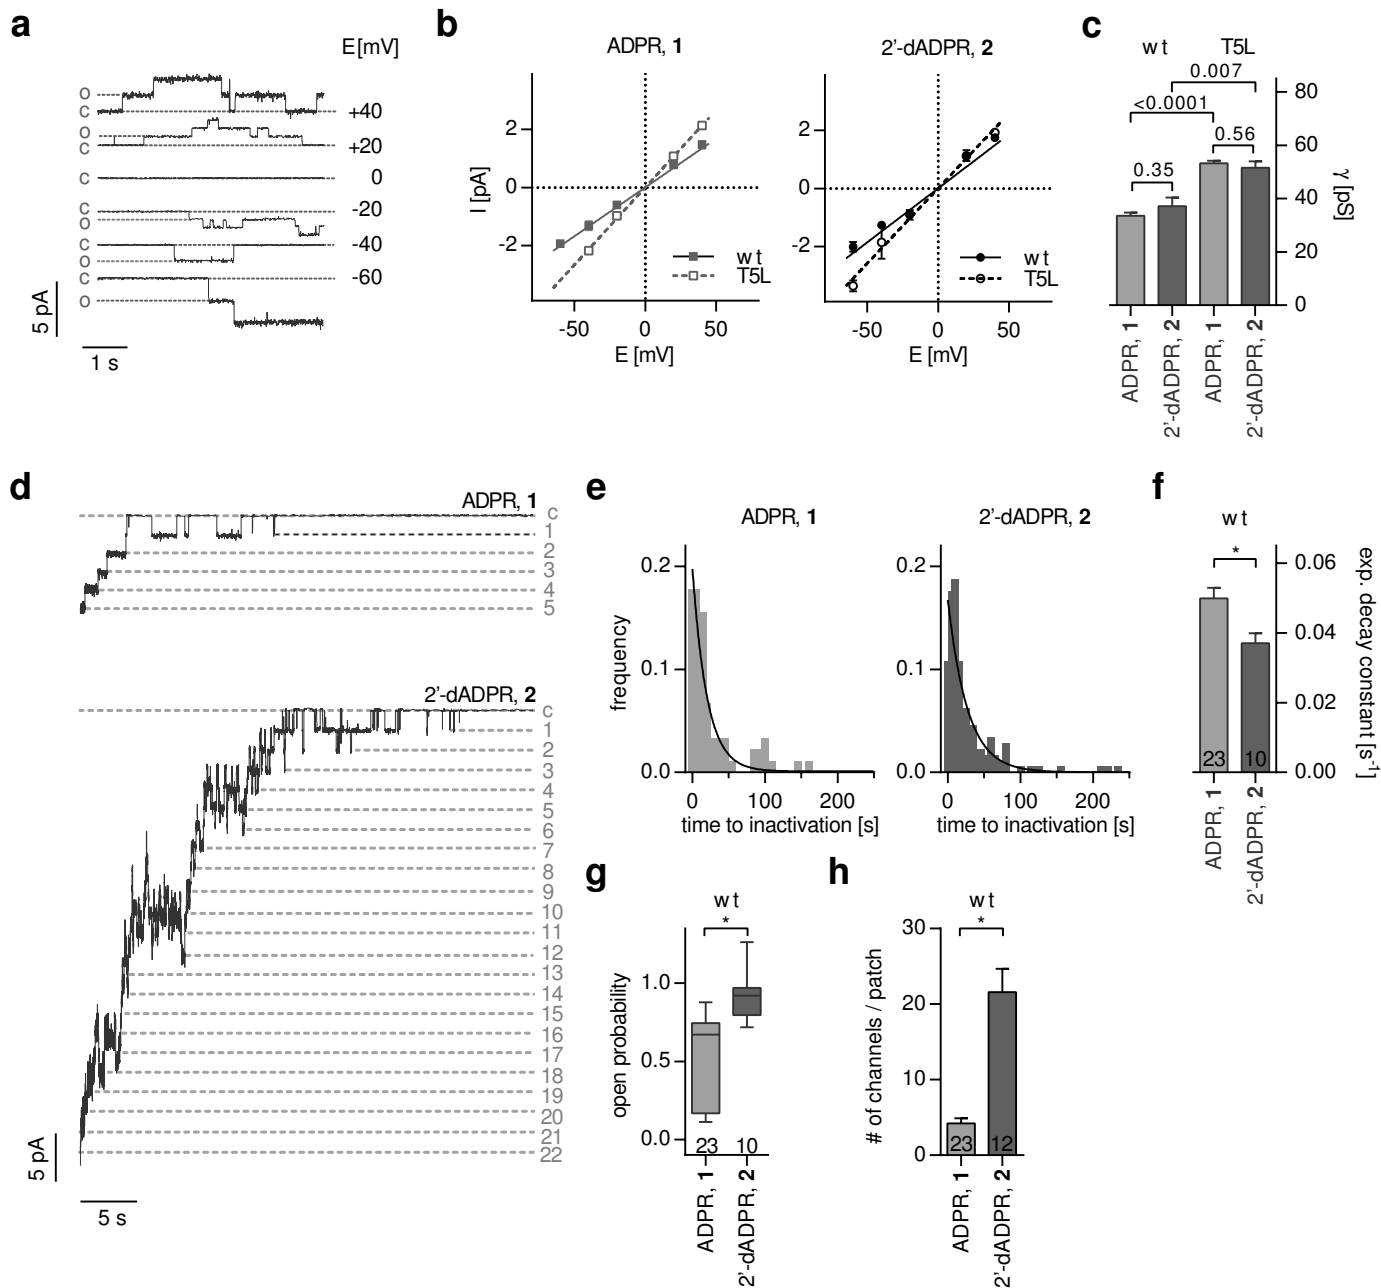 a
E [mV]
o
c
+40
o
c
+20
c
0
c
-20
o
c
-40
o
c
-60
o
5 pA
1 s
b
ADPR, 1
2'-dADPR, 2
I [pA]
2
0
-2
-50
0
50
E [mV]
wt
T5L
2
0
-2
-50
0
50
E [mV]
wt
T5L
c
wt
T5L
0.007
<0.0001
0.56
0.35
80
60
40
20
0
γ [pS]
ADPR, 1
2'-dADPR, 2
ADPR, 1
2'-dADPR, 2
d
ADPR, 1
c
1
2
3
4
5
2'-dADPR, 2
c
1
2
3
4
5
6
7
8
9
10
11
12
13
14
15
16
17
18
19
20
21
22
5 pA
5 s
e
ADPR, 1
2'-dADPR, 2
frequency
0.2
0.1
0.0
0
100
200
time to inactivation [s]
0.2
0.1
0.0
0
100
200
time to inactivation [s]
f
wt
*
0.06
0.04
0.02
0.00
exp. decay constant [s-1]
23
10
ADPR, 1
2'-dADPR, 2
g
wt
*
open probability
1.0
0.5
0.0
23
10
ADPR, 1
2'-dADPR, 2
h
wt
*
# of channels / patch
30
20
10
0
23
12
ADPR, 1
2'-dADPR, 2